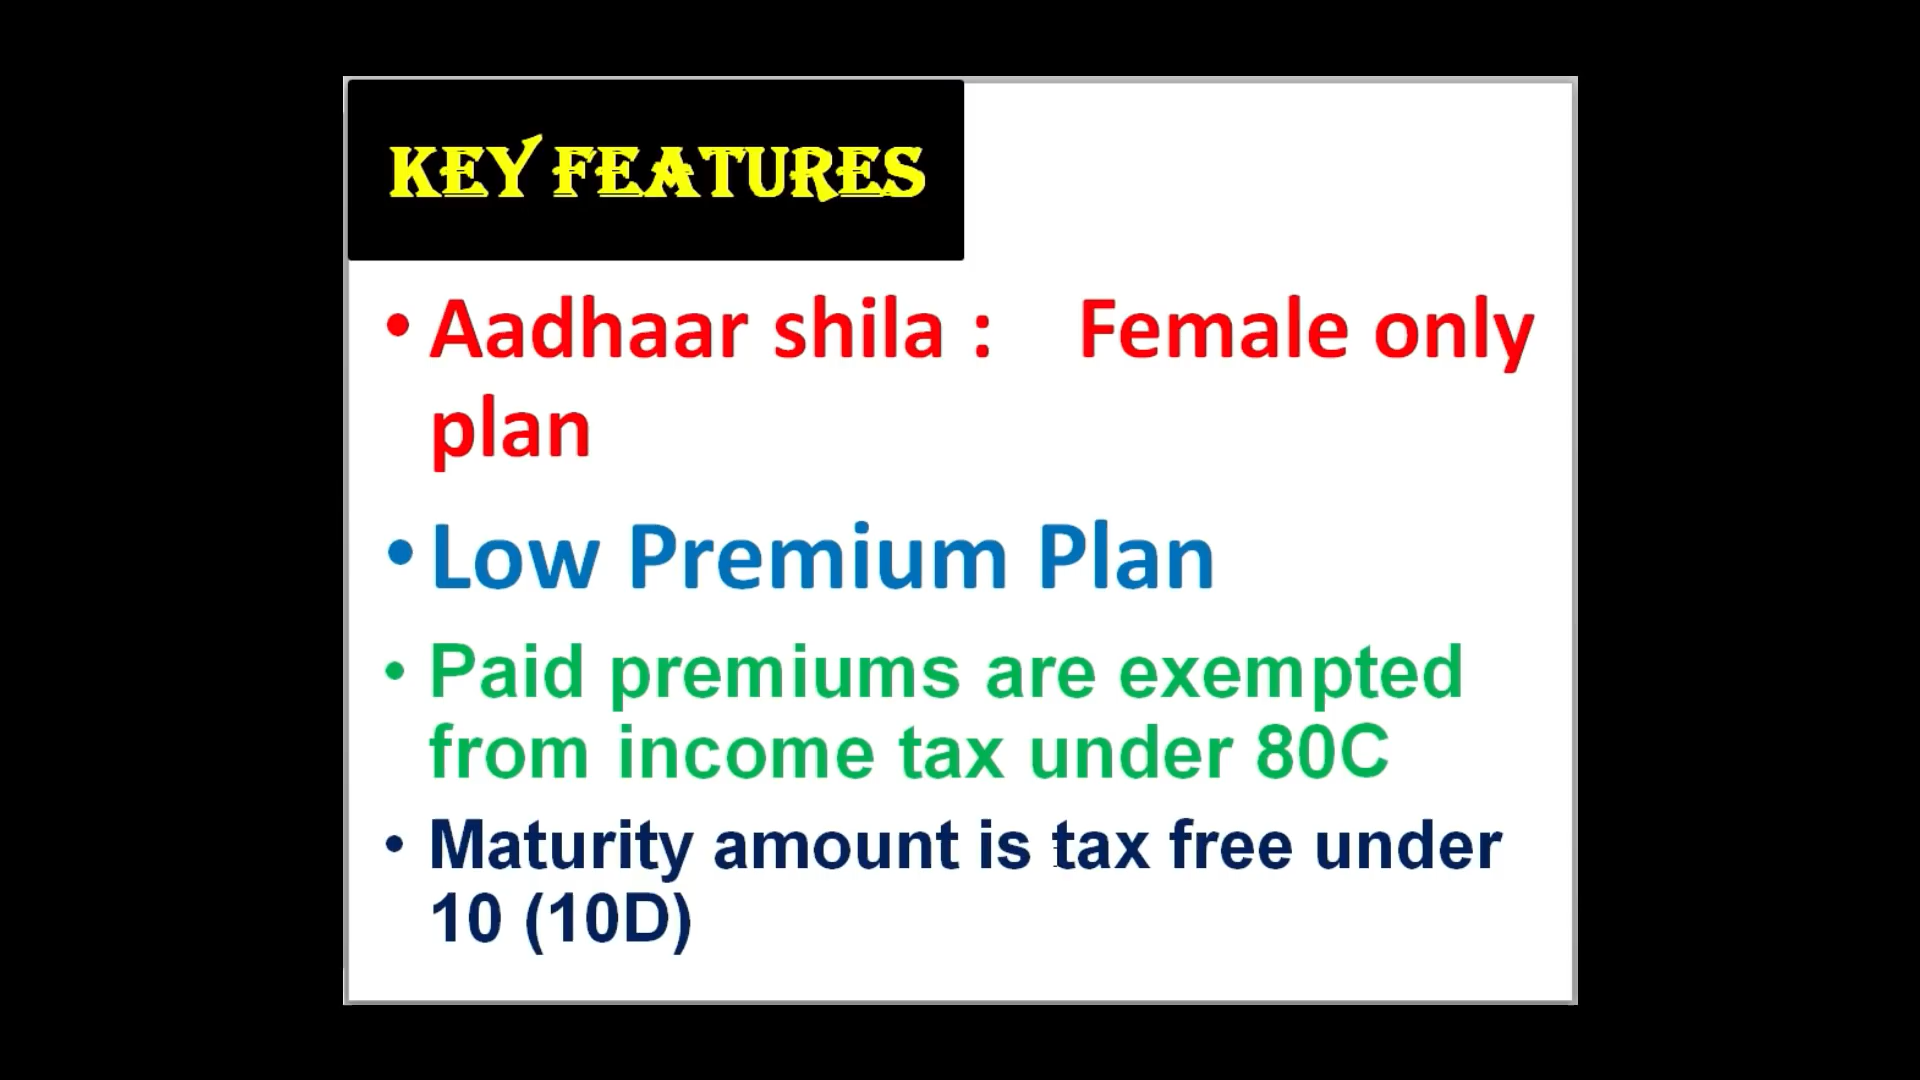 KEY FEATURES
• Aadhaar shila : Female only
plan
• Low Premium Plan
• Paid premiums are exempted
from income tax under 80C
• Maturity amount is tax free under
10 (10D)